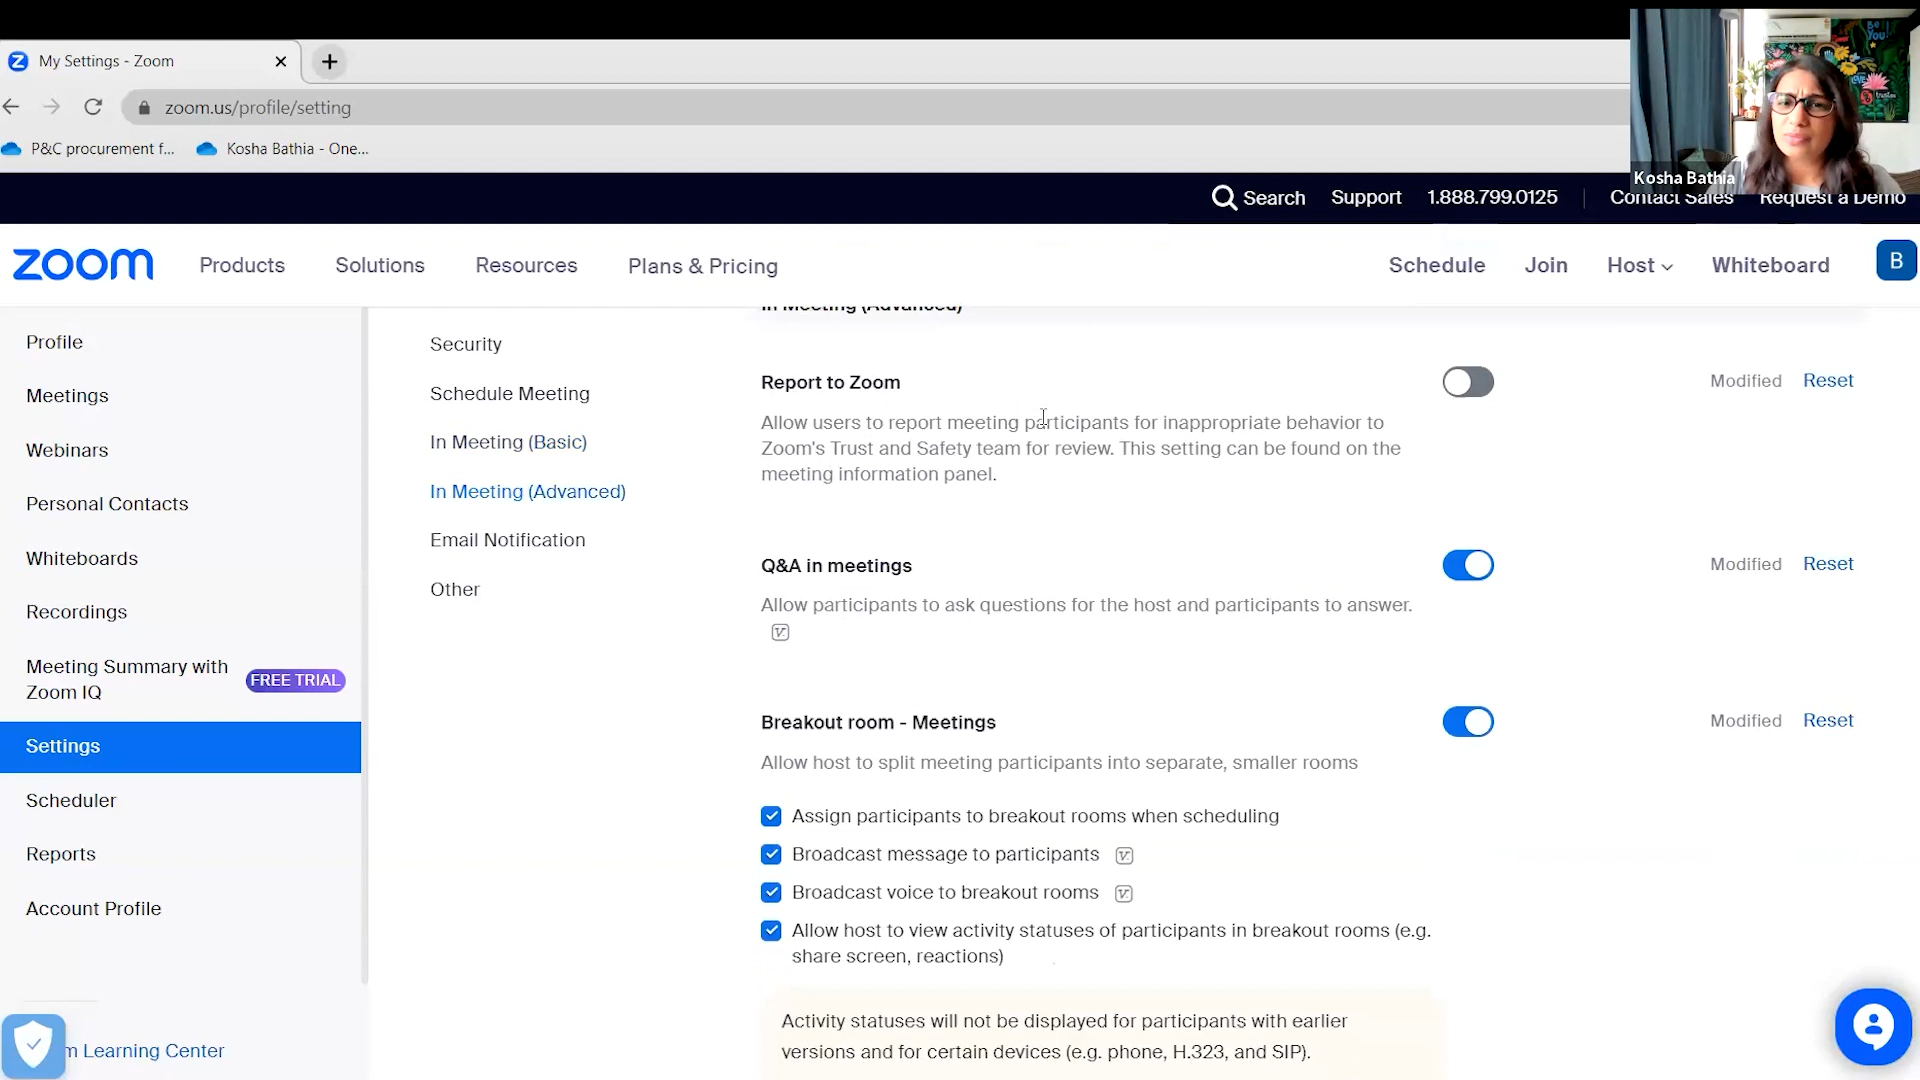 My Settings - Zoom
zoom.us/profile/setting
P&C procurement f...
Kosha Bathia - One...
Be
You!
Kosha Bathia
Search
Support
1.888.799.0125
Contact Sales
Request a Demo
zoom
Products
Solutions
Resources
Plans & Pricing
Schedule
Join
Host
Whiteboard
B
Profile
Meetings
Webinars
Personal Contacts
Whiteboards
Recordings
Meeting Summary with
Zoom IQ
FREE TRIAL
Settings
Scheduler
Reports
Account Profile
Learning Center
Security
Schedule Meeting
In Meeting (Basic)
In Meeting (Advanced)
Email Notification
Other
In Meeting (Advanced)
Report to Zoom
Modified
Reset
Allow users to report meeting participants for inappropriate behavior to
Zoom's Trust and Safety team for review. This setting can be found on the
meeting information panel.
Q&A in meetings
Modified
Reset
Allow participants to ask questions for the host and participants to answer.
Breakout room - Meetings
Modified
Reset
Allow host to split meeting participants into separate, smaller rooms
Assign participants to breakout rooms when scheduling
Broadcast message to participants
Broadcast voice to breakout rooms
Allow host to view activity statuses of participants in breakout rooms (e.g.
share screen, reactions)
Activity statuses will not be displayed for participants with earlier
versions and for certain devices (e.g. phone, H.323, and SIP).